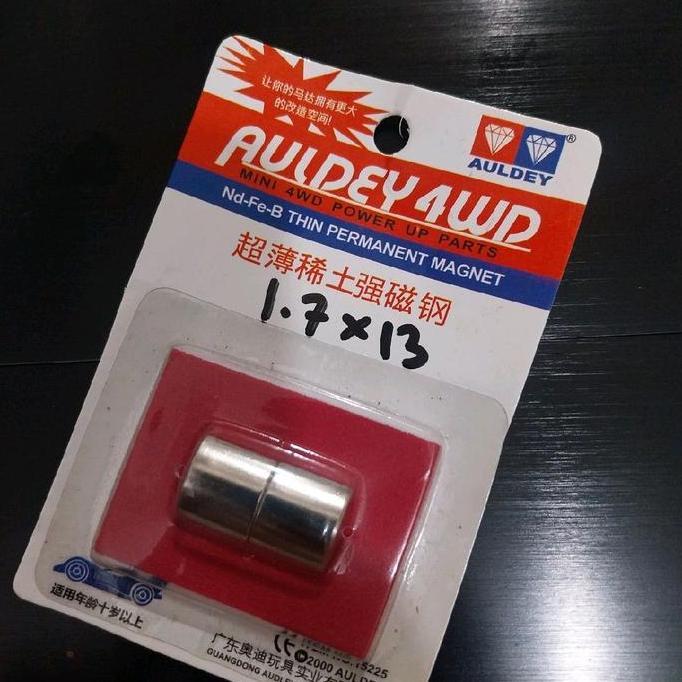 让你的马达拥有更大
的改造空间!
AULDEY®
AULDEY 4WD
MINI 4WD POWER UP PARTS
Nd-Fe-B THIN PERMANENT MAGNET
超薄稀土强磁钢
1.7×13
适用年龄十岁以上
15225
©2000 AULDEY
广东奥迪玩具实业有
GUANGDONG AUDLEY